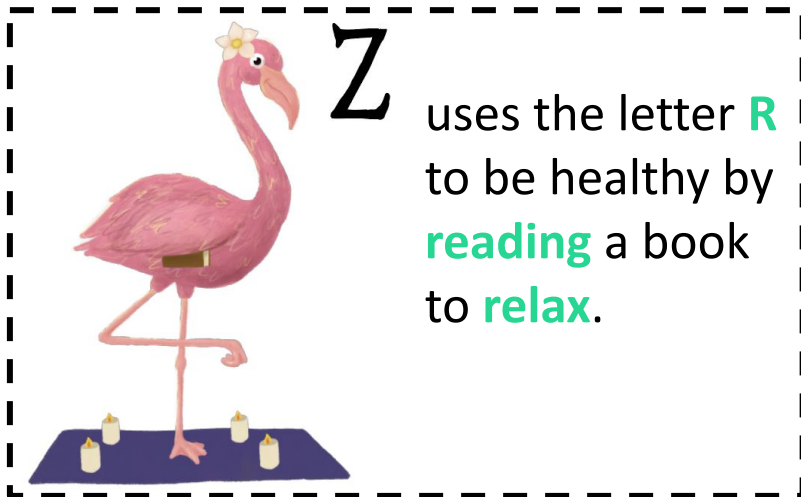 Z
uses the letter R
to be healthy by
reading a book
to relax.